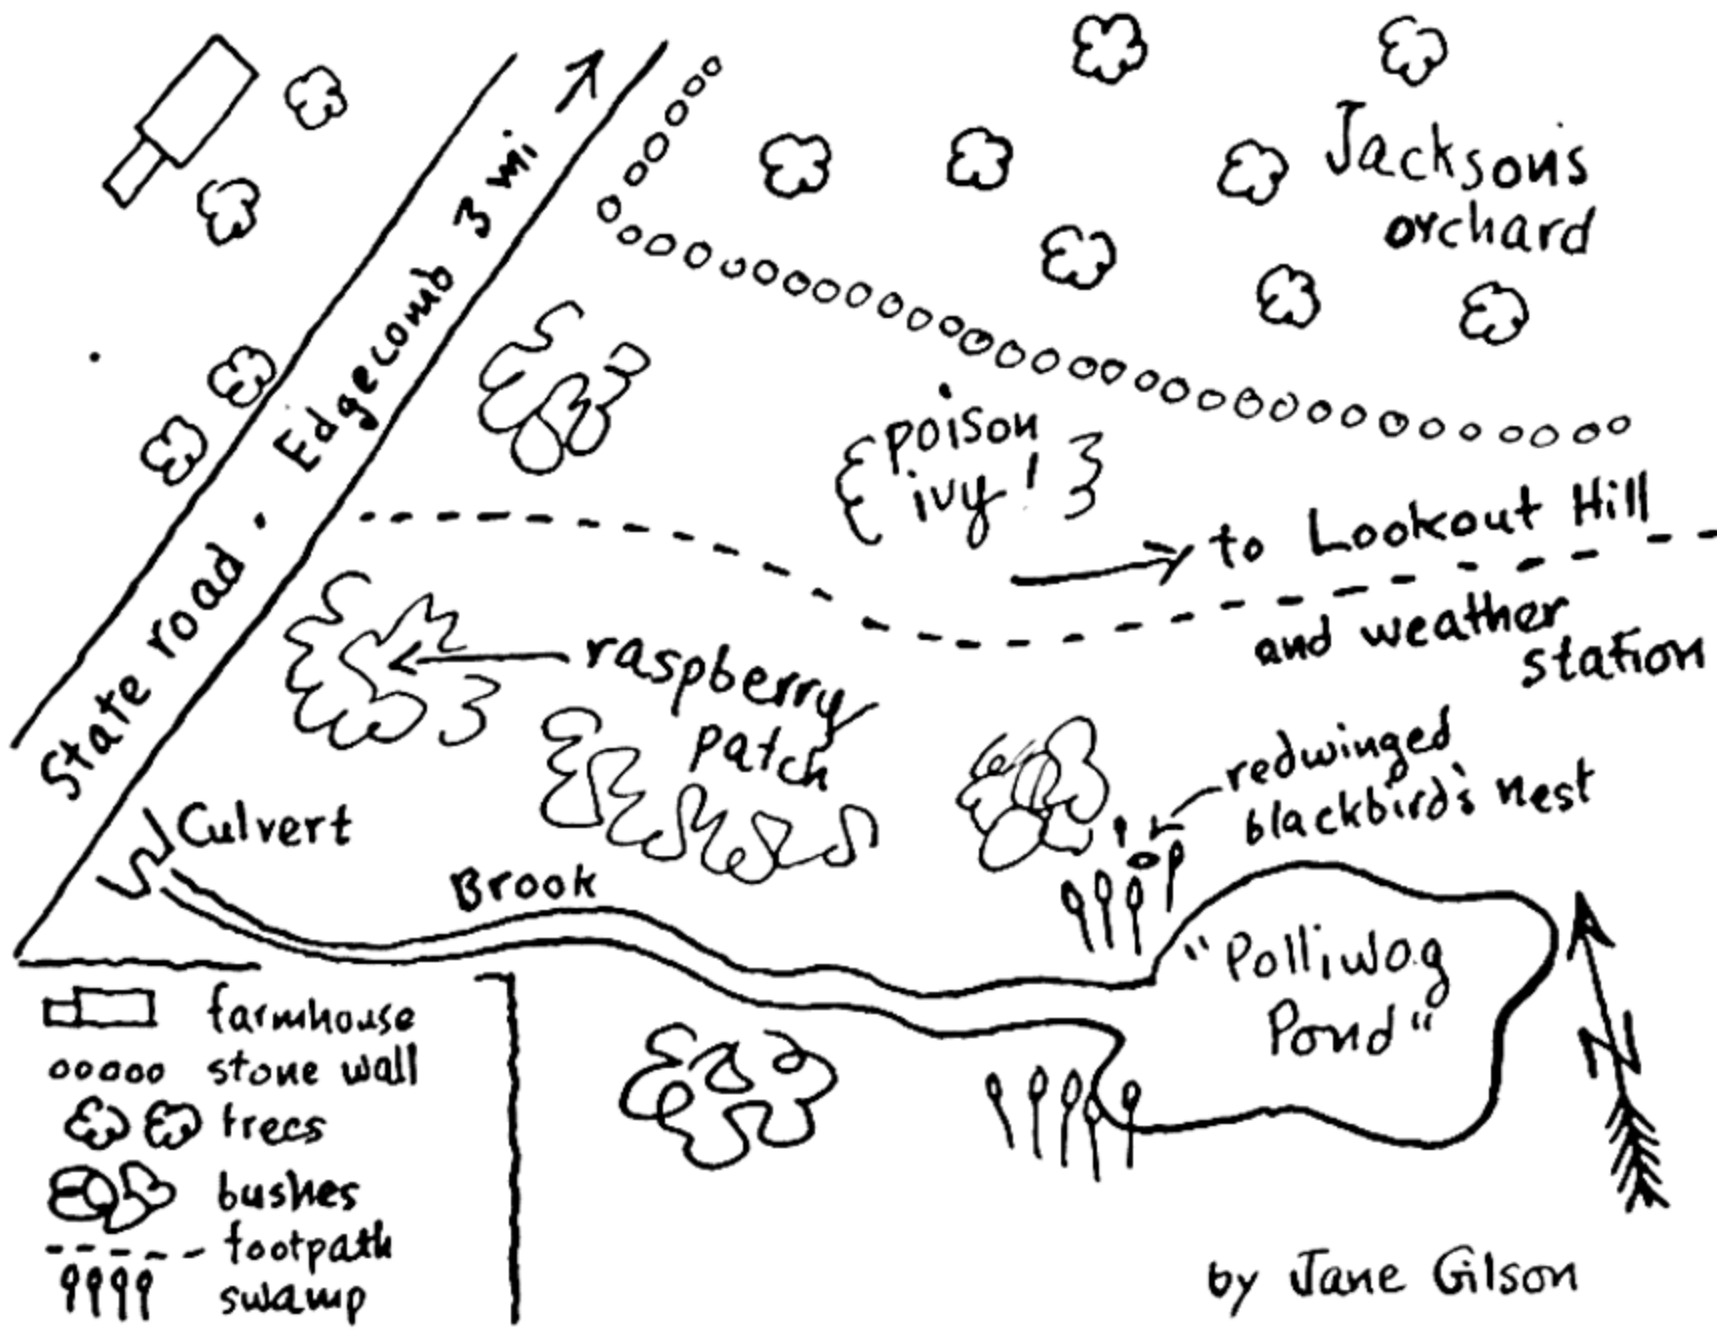 Jacksons
orchard
State road. Edgecomb 3 mi
poison
ivy!
to Lookout Hill
and weather
station
raspberry
patch
redwinged
blackbird's nest
Culvert
Brook
"Polliwog
Pond"
N
farmhouse
stone wall
trees
bushes
footpath
swamp
by Jane Gilson